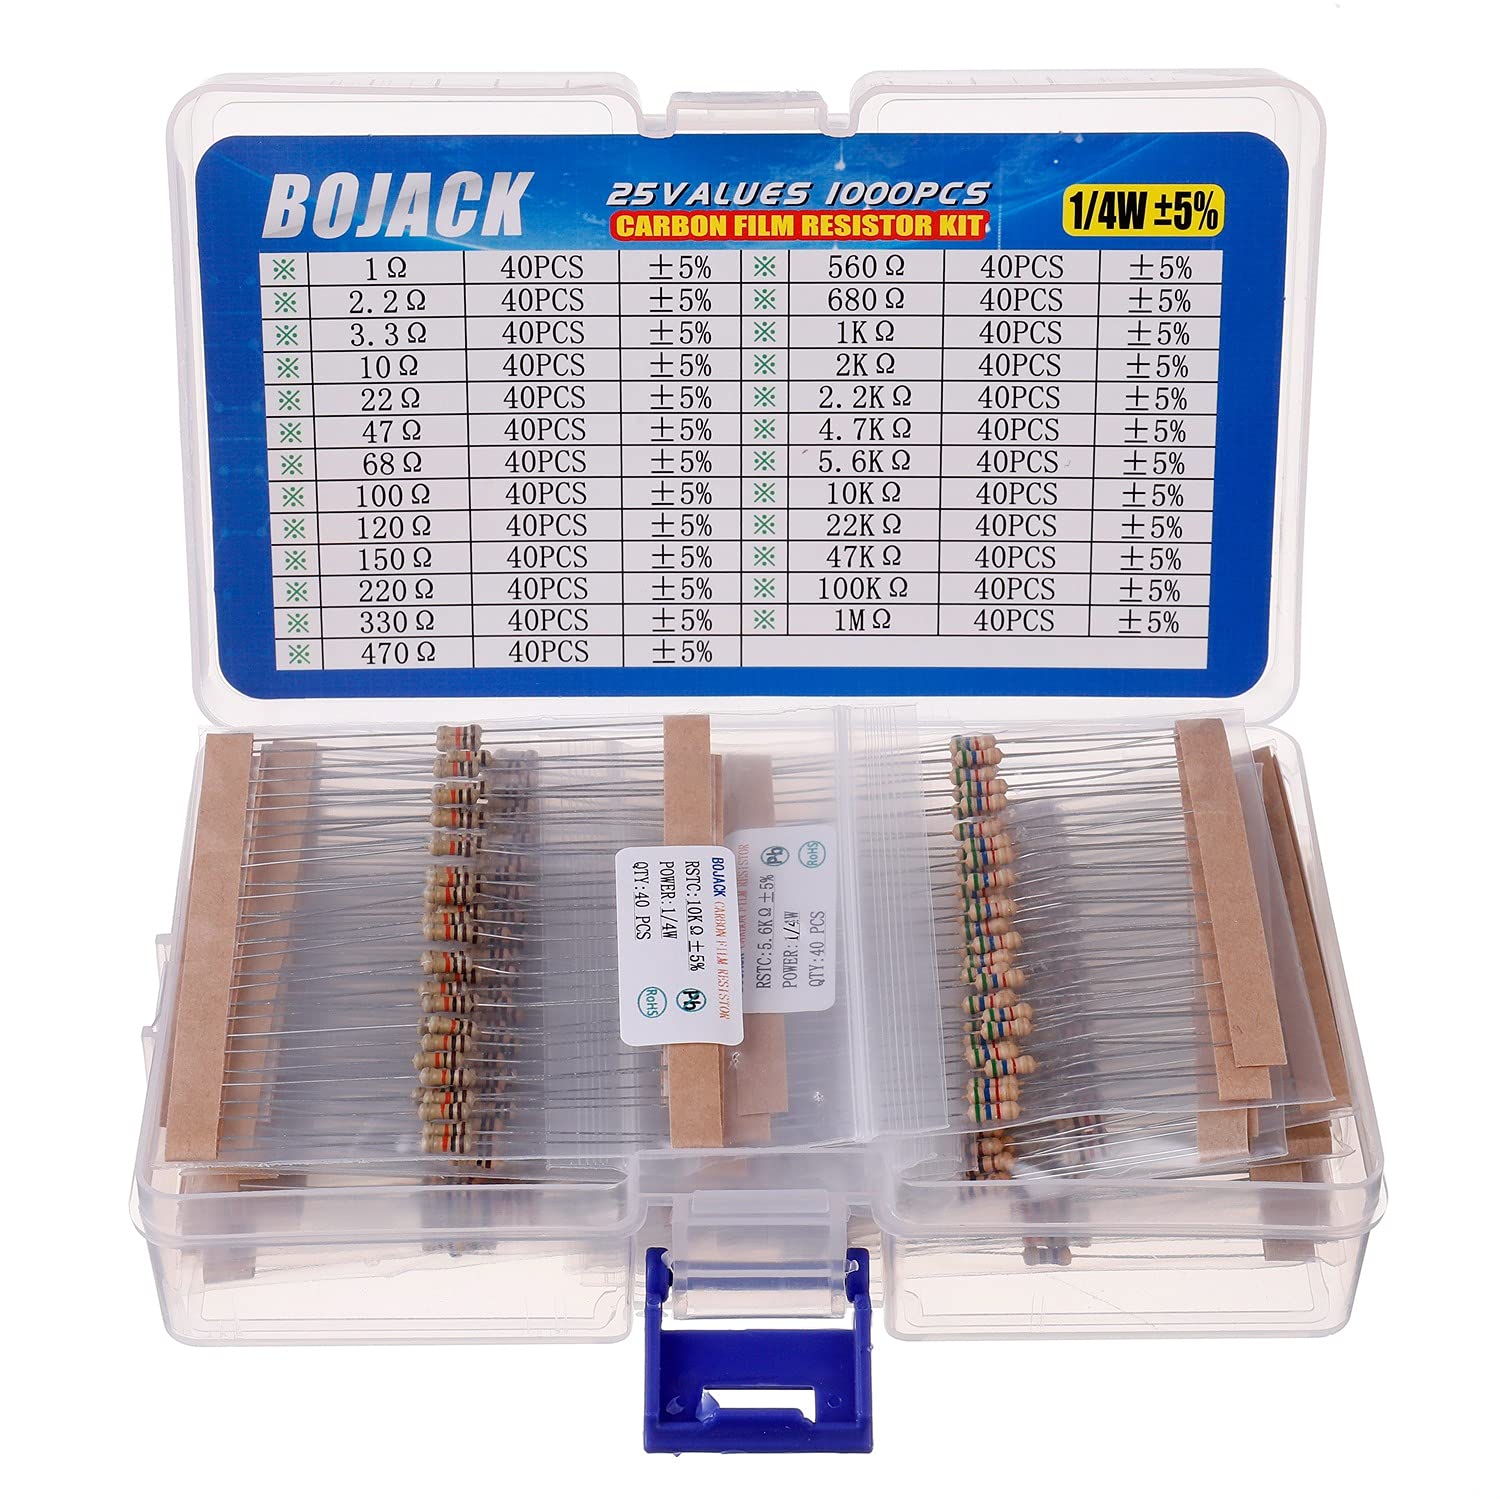 BOJACK
25VALUES 1000PCS
CARBON FILM RESISTOR KIT
1/4W ±5%
※ 1Ω 40PCS ±5% ※ 560Ω 40PCS ±5%
※ 2.2Ω 40PCS ±5% ※ 680Ω 40PCS ±5%
※ 3.3Ω 40PCS ±5% ※ 1KΩ 40PCS ±5%
※ 10Ω 40PCS ±5% ※ 2KΩ 40PCS ±5%
※ 22Ω 40PCS ±5% ※ 2.2KΩ 40PCS ±5%
※ 47Ω 40PCS ±5% ※ 4.7KΩ 40PCS ±5%
※ 68Ω 40PCS ±5% ※ 5.6KΩ 40PCS ±5%
※ 100Ω 40PCS ±5% ※ 10KΩ 40PCS ±5%
※ 120Ω 40PCS ±5% ※ 22KΩ 40PCS ±5%
※ 150Ω 40PCS ±5% ※ 47KΩ 40PCS ±5%
※ 220Ω 40PCS ±5% ※ 100KΩ 40PCS ±5%
※ 330Ω 40PCS ±5% ※ 1MΩ 40PCS ±5%
※ 470Ω 40PCS ±5%
BOJACK CARBON FILM RESISTOR
RSTC:10KΩ±5%
POWER:1/4W
QTY:40 PCS
Pb
RoHS
CARBON FILM RESISTOR
RSTC:5.6KΩ±5%
POWER:1/4W
QTY:40 PCS
Pb
RoHS